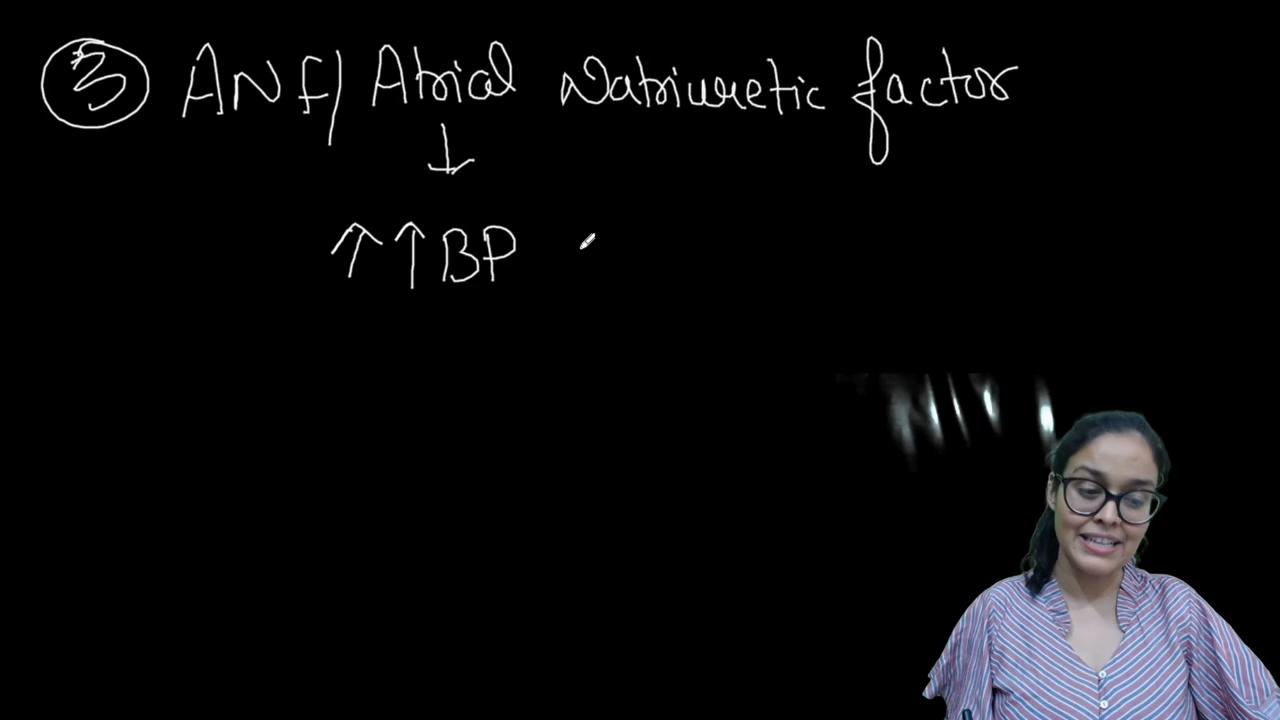 ③ ANF/ Atrial Natriuretic factor
↓
↑↑BP